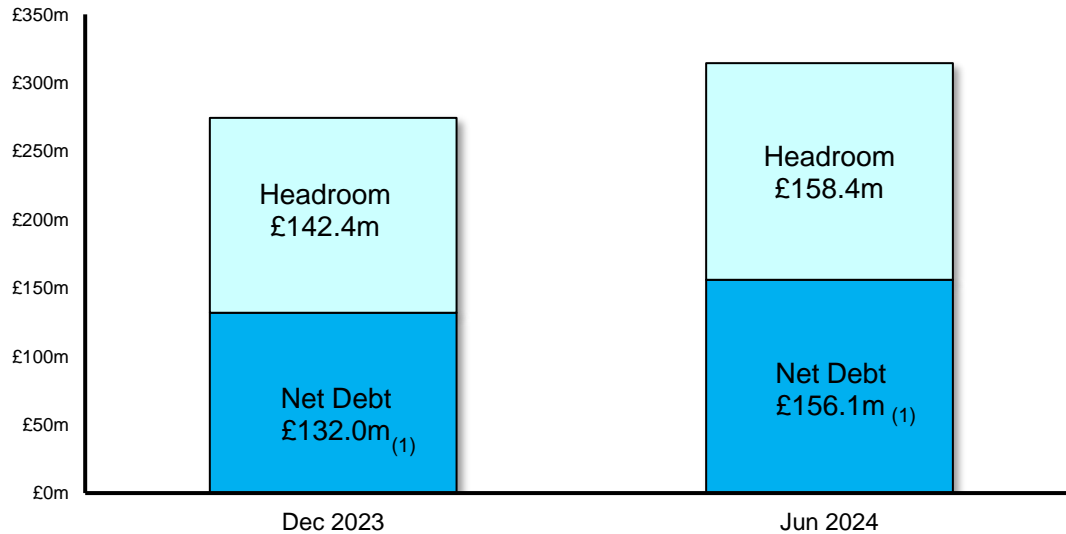 £350m
£300m
£250m
£200m
£150m
£100m
£50m
£0m
Headroom
£142.4m
Net Debt
£132.0m(1)
Headroom
£158.4m
Net Debt
£156.1m (1)
Dec 2023
Jun 2024